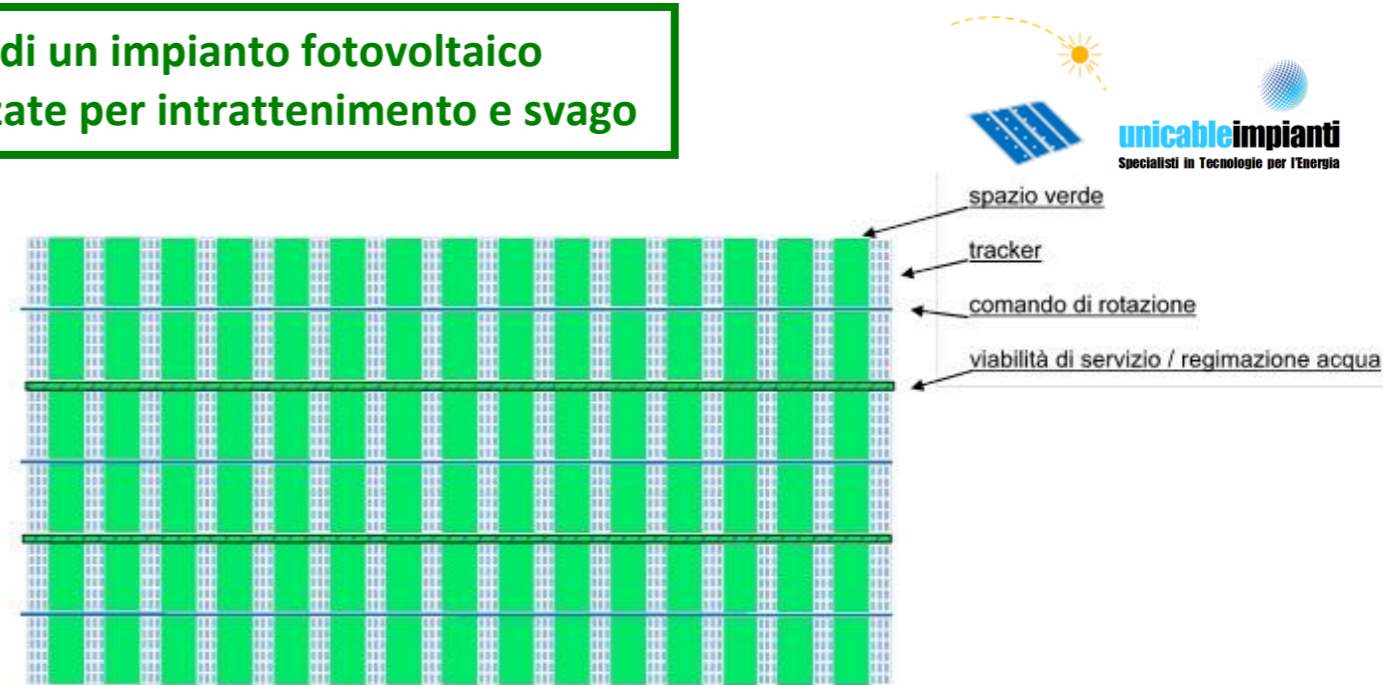 di un impianto fotovoltaico
ate per intrattenimento e svago
unicableimpianti
Specialisti in Tecnologie per l'Energia
spazio verde
tracker
comando di rotazione
viabilità di servizio / regimazione acqua